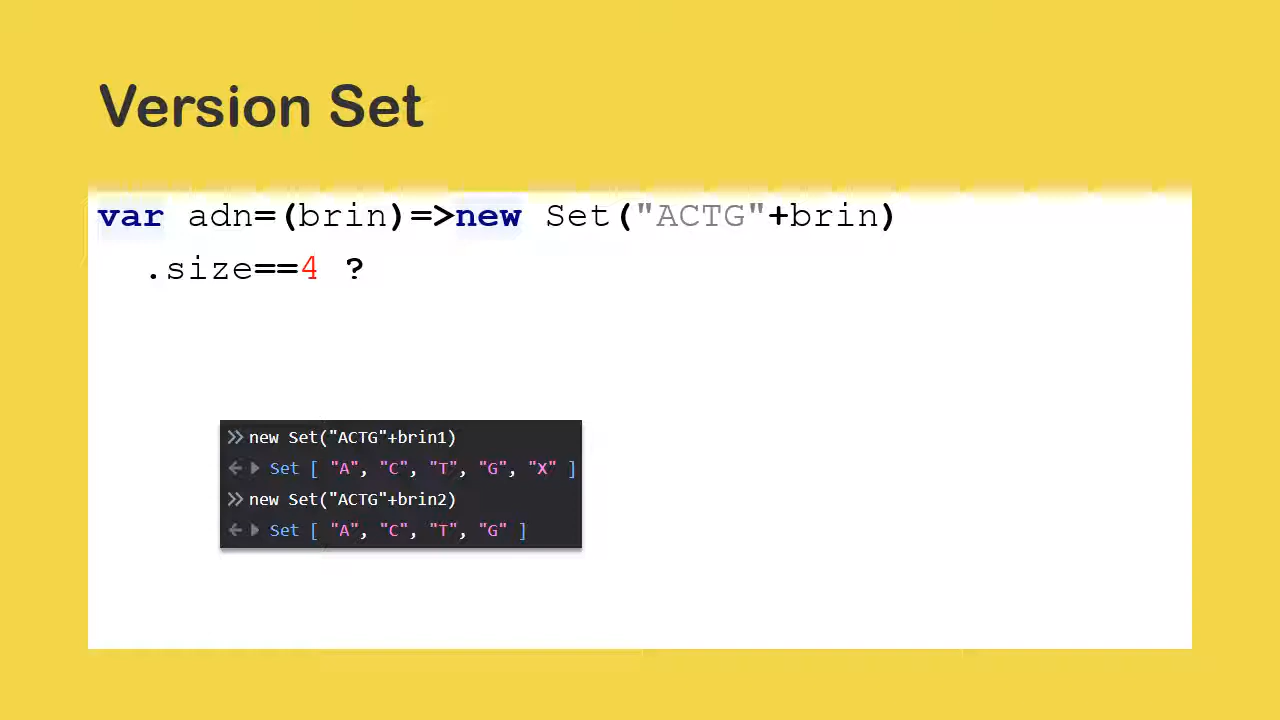 Version Set
var adn=(brin)=>new Set("ACTG"+brin)
.size==4 ?
>> new Set("ACTG"+brin1)
Set [ "A", "C", "T", "G", "X" ]
>> new Set("ACTG"+brin2)
Set [ "A", "C", "T", "G" ]